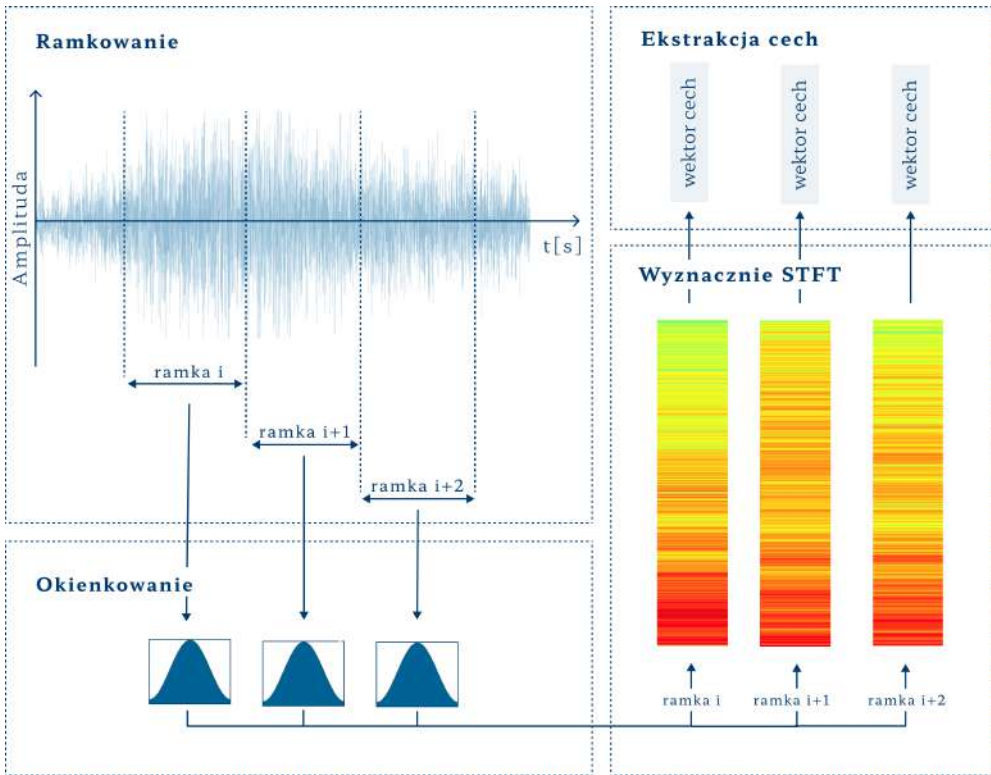 Ramkowanie
Amplituda
t[s]
ramka i
ramka i+1
ramka i+2
Okienkowanie
Ekstrakcja cech
wektor cech
wektor cech
wektor cech
Wyznacznie STFT
ramka i
ramka i+1
ramka i+2